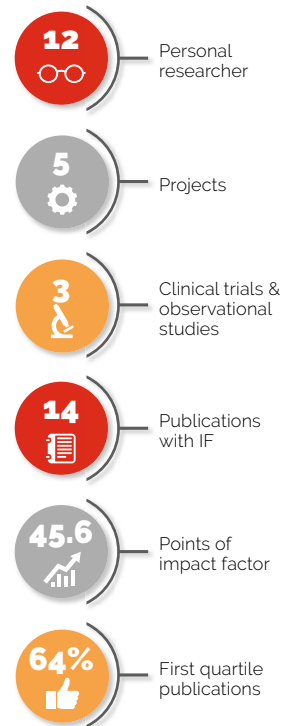 12
Personal
researcher
5
Projects
3
Clinical trials &
observational
studies
14
Publications
with IF
45.6
Points of
impact factor
64%
First quartile
publications